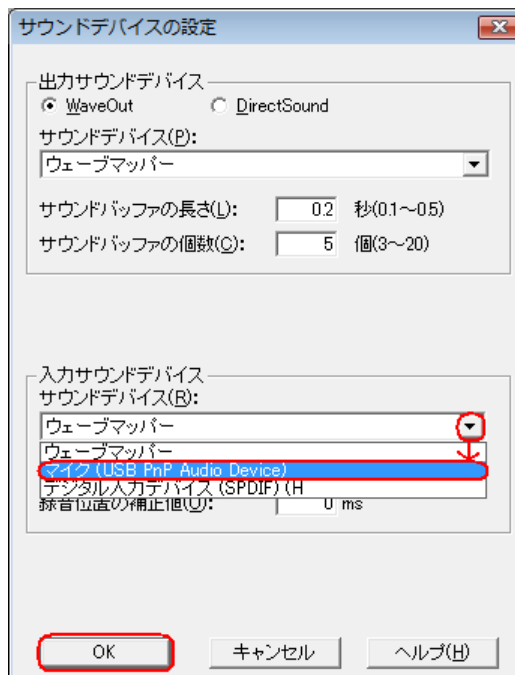 サウンドデバイスの設定
出力サウンドデバイス
WaveOut DirectSound
サウンドデバイス(P):
ウェーブマッパー
サウンドバッファの長さ(L): 0.2 秒(0.1～0.5)
サウンドバッファの個数(C): 5 個(3～20)
入力サウンドデバイス
サウンドデバイス(R):
ウェーブマッパー
ウェーブマッパー
マイク (USB PnP Audio Device)
デジタル入力デバイス (SPDIF) (H
録音位置の補正値(U): 0 ms
OK キャンセル ヘルプ(H)